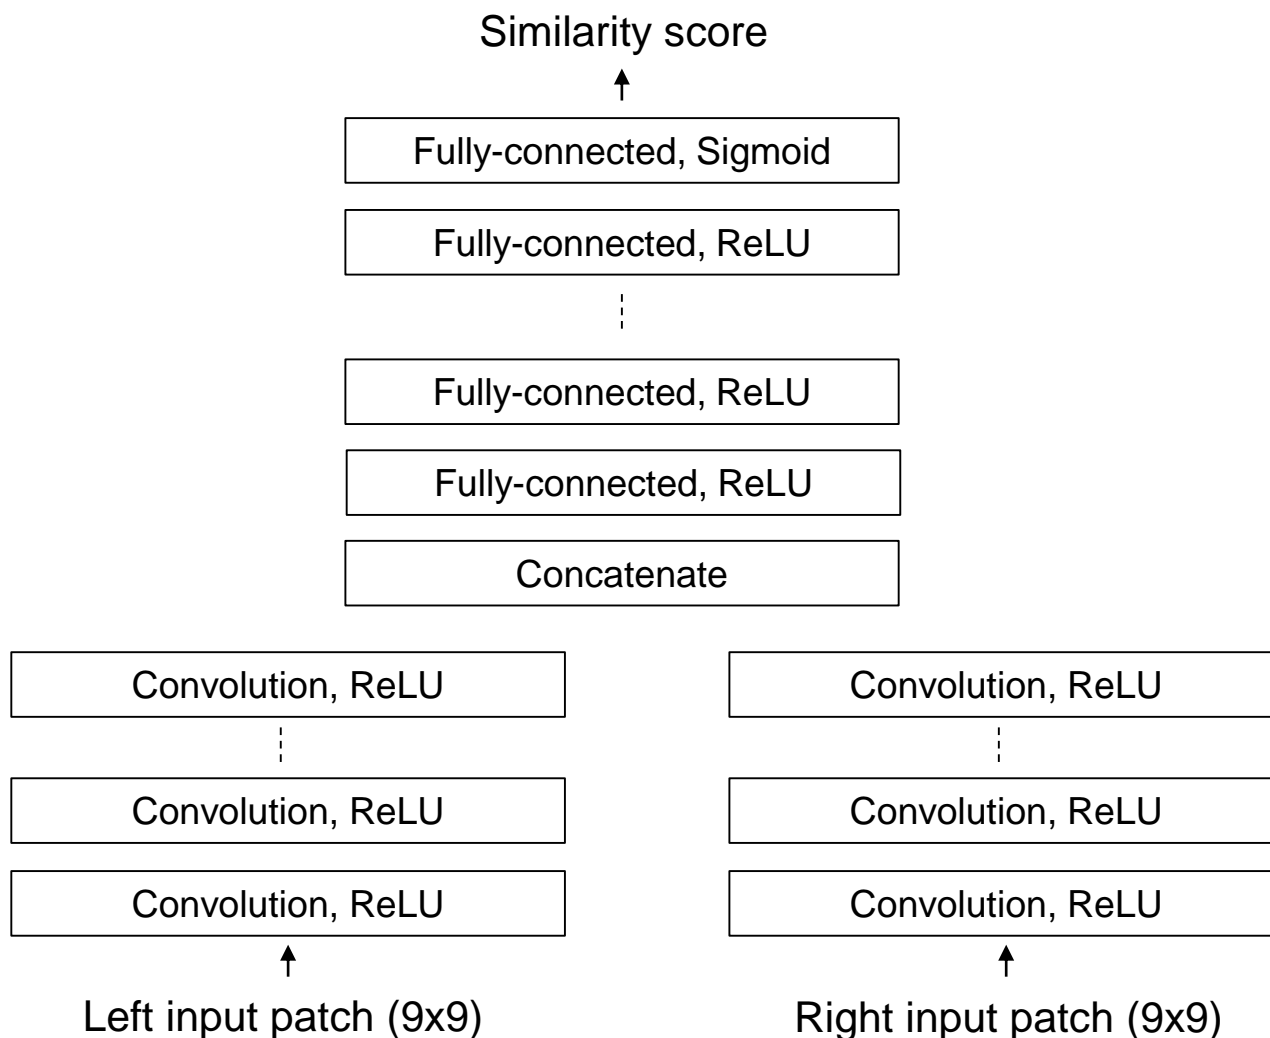 Similarity score
Fully-connected, Sigmoid
Fully-connected, ReLU
Fully-connected, ReLU
Fully-connected, ReLU
Concatenate
Convolution, ReLU
Convolution, ReLU
Convolution, ReLU
Convolution, ReLU
Convolution, ReLU
Convolution, ReLU
Left input patch (9x9)
Right input patch (9x9)